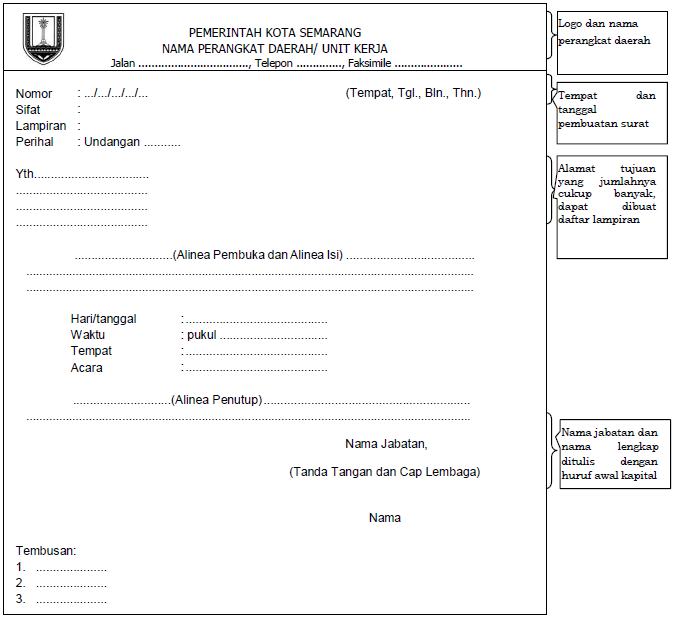 PEMERINTAH KOTA SEMARANG
NAMA PERANGKAT DAERAH/ UNIT KERJA
Jalan .................................., Telepon .............., Faksimile .....................
Nomor : .../.../.../.../... (Tempat, Tgl., Bln., Thn.)
Sifat :
Lampiran :
Perihal : Undangan ...........
Yth...................................
........................................
........................................
........................................
..............................(Alinea Pembuka dan Alinea Isi) .......................................
........................................................................................................................................
........................................................................................................................................
Hari/tanggal : ...........................................
Waktu : pukul .................................
Tempat : ...........................................
Acara : ...........................................
..............................(Alinea Penutup)...............................................................
.......................................................................................................................................
Nama Jabatan,
(Tanda Tangan dan Cap Lembaga)
Nama
Tembusan:
1. ......................
2. ......................
3. ......................
Logo dan nama
perangkat daerah
Tempat dan
tanggal
pembuatan surat
Alamat tujuan
yang jumlahnya
cukup banyak,
dapat dibuat
daftar lampiran
Nama jabatan dan
nama lengkap
ditulis dengan
huruf awal kapital